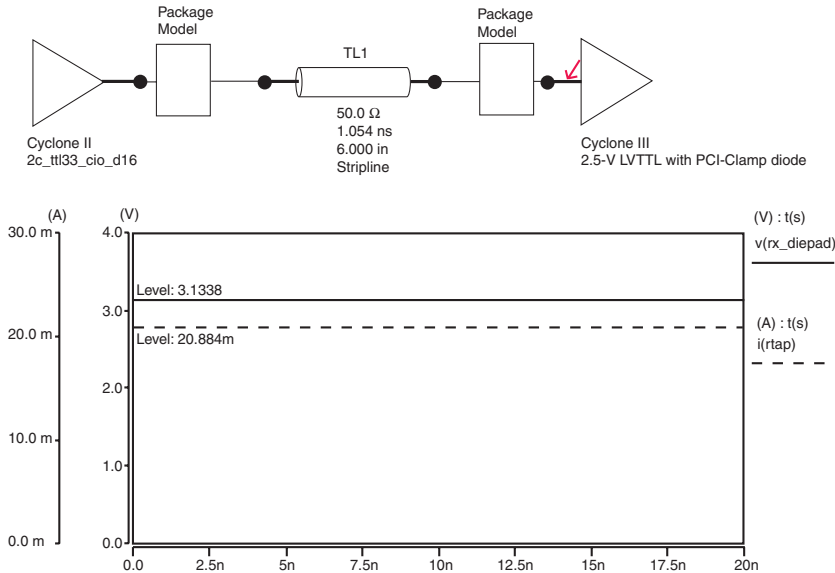 Package
Model
Package
Model
TL1
50.0 Ω
1.054 ns
6.000 in
Stripline
Cyclone II
2c_ttl33_cio_d16
Cyclone III
2.5-V LVTTL with PCI-Clamp diode
(A)
(V)
30.0 m
20.0 m
10.0 m
0.0 m
4.0
3.0
2.0
1.0
0.0
Level: 3.1338
Level: 20.884m
0.0
2.5n
5n
7.5n
10n
12.5n
15n
17.5n
20n
(V) : t(s)
v(rx_diepad)
(A) : t(s)
i(rtap)